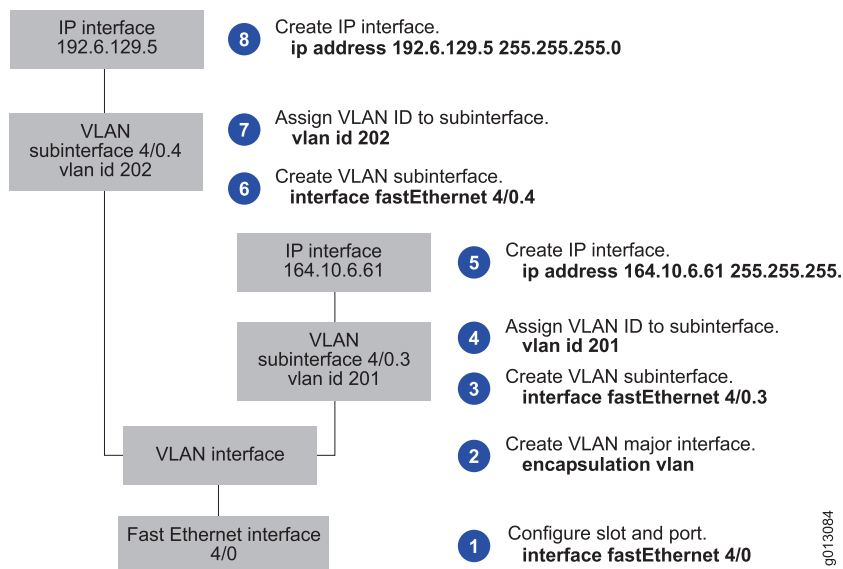 IP interface
192.6.129.5
8
Create IP interface.
ip address 192.6.129.5 255.255.255.0
VLAN
subinterface 4/0.4
vlan id 202
7
Assign VLAN ID to subinterface.
vlan id 202
6
Create VLAN subinterface.
interface fastEthernet 4/0.4
IP interface
164.10.6.61
5
Create IP interface.
ip address 164.10.6.61 255.255.255.
VLAN
subinterface 4/0.3
vlan id 201
4
Assign VLAN ID to subinterface.
vlan id 201
3
Create VLAN subinterface.
interface fastEthernet 4/0.3
VLAN interface
2
Create VLAN major interface.
encapsulation vlan
Fast Ethernet interface
4/0
1
Configure slot and port.
interface fastEthernet 4/0
g013084